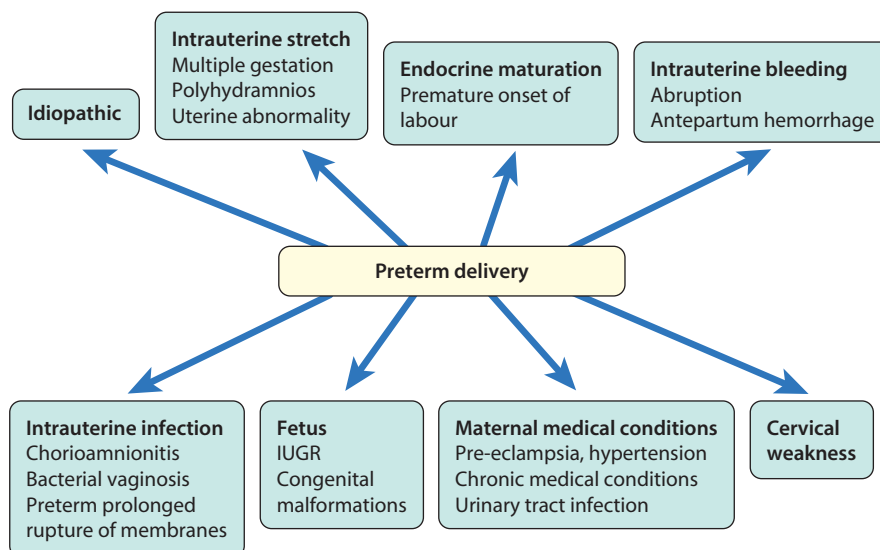 Idiopathic
Intrauterine stretch
Multiple gestation
Polyhydramnios
Uterine abnormality
Endocrine maturation
Premature onset of
labour
Intrauterine bleeding
Abruption
Antepartum hemorrhage
Preterm delivery
Intrauterine infection
Chorioamnionitis
Bacterial vaginosis
Preterm prolonged
rupture of membranes
Fetus
IUGR
Congenital
malformations
Maternal medical conditions
Pre-eclampsia, hypertension
Chronic medical conditions
Urinary tract infection
Cervical
weakness